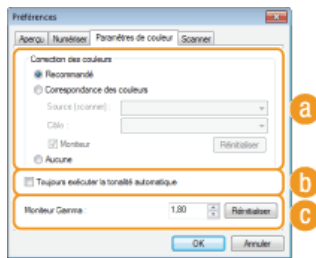 Préférences
Aperçu Numériser Paramètres de couleur Scanner
Correction des couleurs
Recommandé
Correspondance des couleurs
Source (scanner) :
Cible :
Moniteur Réinitialiser
Aucune
a
Toujours exécuter la tonalité automatique
b
Moniteur Gamma : 1,80 Réinitialiser
c
OK Annuler